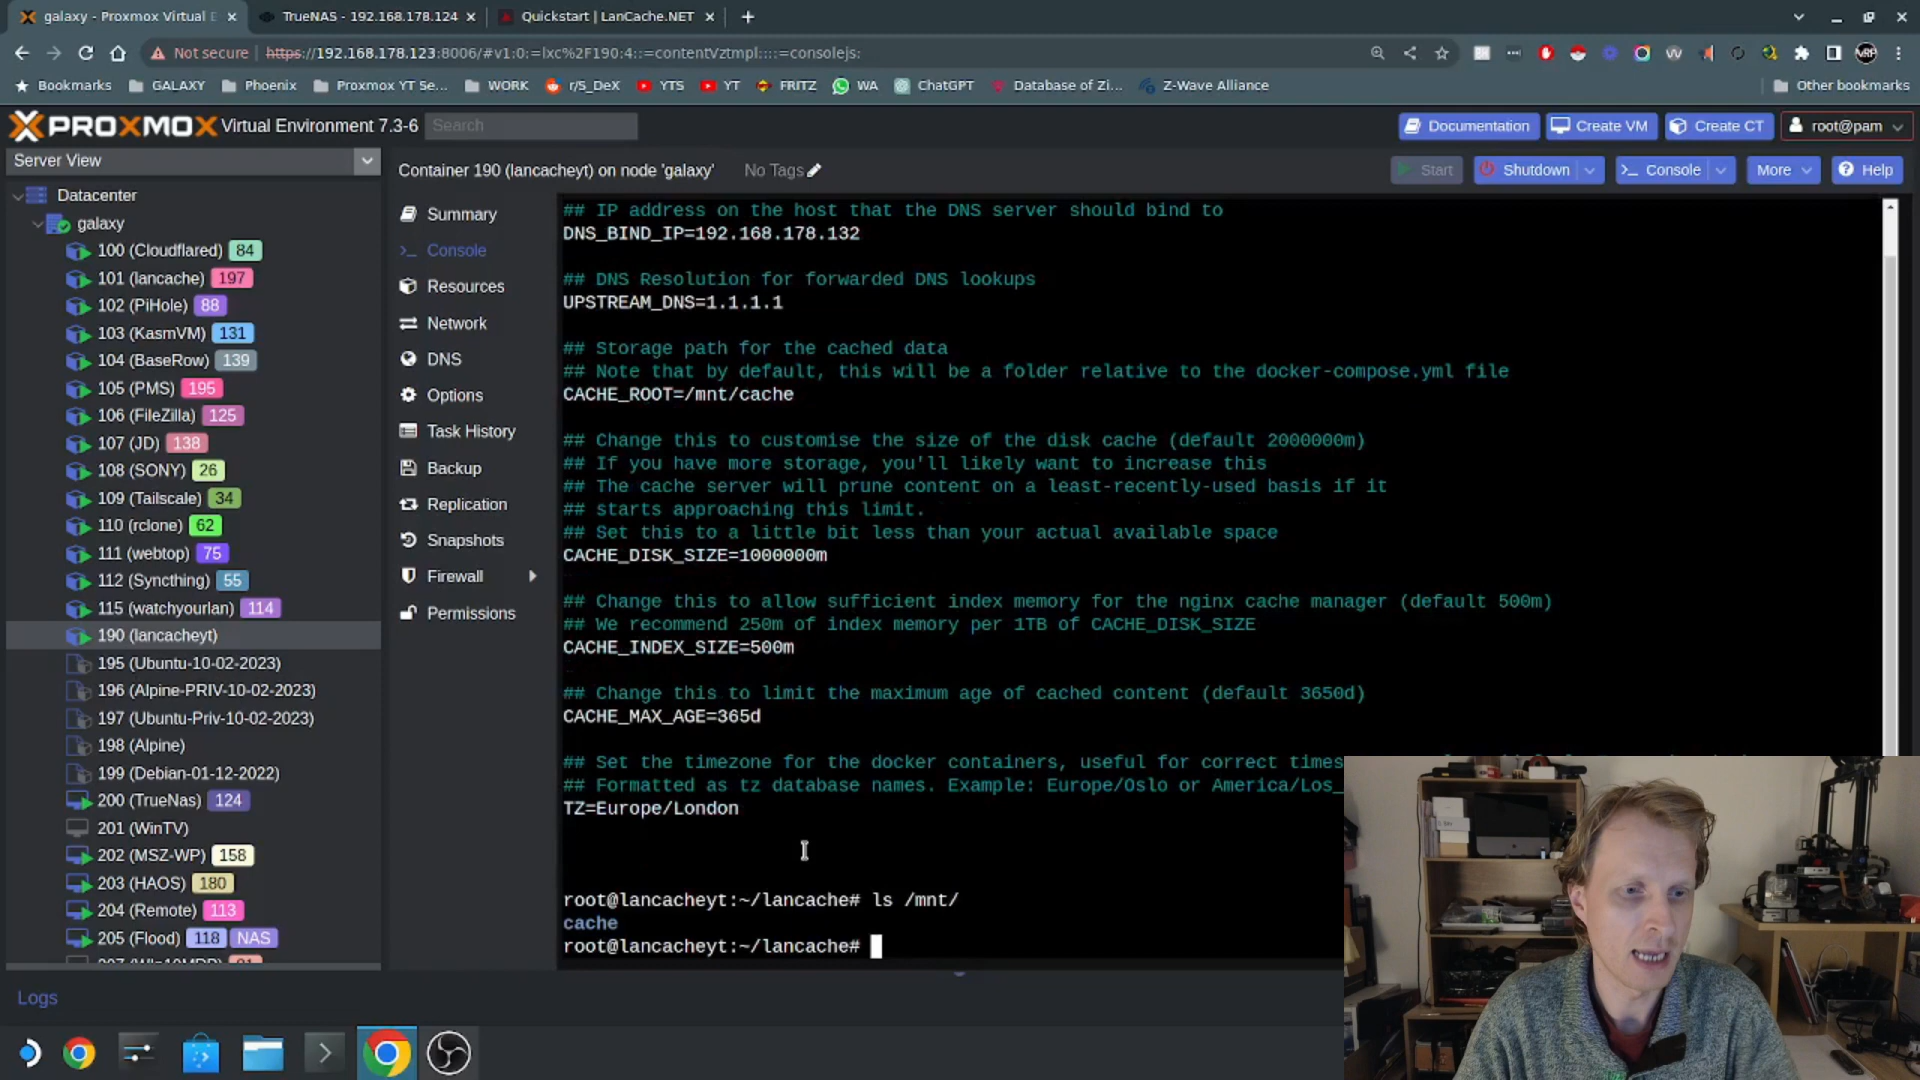 galaxy - Proxmox Virtual E
TrueNAS - 192.168.178.124
Quickstart | LanCache.NET
Not secure
https://192.168.178.123:8006/#v1:0:=lxc%2F190:4::=contentVztmpl::::=consolejs:
Bookmarks
GALAXY
Phoenix
Proxmox YT Se...
WORK
r/S_DeX
YTS
YT
FRITZ
WA
ChatGPT
Database of Zi...
Z-Wave Alliance
Other bookmarks
PROXMOX Virtual Environment 7.3-6
Search
Documentation
Create VM
Create CT
root@pam
Server View
Container 190 (lancacheyt) on node 'galaxy'
No Tags
Start
Shutdown
Console
More
Help
Datacenter
galaxy
100 (Cloudflared) 84
101 (lancache) 197
102 (PiHole) 88
103 (KasmVM) 131
104 (BaseRow) 139
105 (PMS) 195
106 (FileZilla) 125
107 (JD) 138
108 (SONY) 26
109 (Tailscale) 34
110 (rclone) 62
111 (webtop) 75
112 (Syncthing) 55
115 (watchyourlan) 114
190 (lancacheyt)
195 (Ubuntu-10-02-2023)
196 (Alpine-PRIV-10-02-2023)
197 (Ubuntu-Priv-10-02-2023)
198 (Alpine)
199 (Debian-01-12-2022)
200 (TrueNas) 124
201 (WinTV)
202 (MSZ-WP) 158
203 (HAOS) 180
204 (Remote) 113
205 (Flood) 118 NAS
Summary
Console
Resources
Network
DNS
Options
Task History
Backup
Replication
Snapshots
Firewall
Permissions
## IP address on the host that the DNS server should bind to
DNS_BIND_IP=192.168.178.132
## DNS Resolution for forwarded DNS lookups
UPSTREAM_DNS=1.1.1.1
## Storage path for the cached data
## Note that by default, this will be a folder relative to the docker-compose.yml file
CACHE_ROOT=/mnt/cache
## Change this to customise the size of the disk cache (default 2000000m)
## If you have more storage, you'll likely want to increase this
## The cache server will prune content on a least-recently-used basis if it
## starts approaching this limit.
## Set this to a little bit less than your actual available space
CACHE_DISK_SIZE=1000000m
## Change this to allow sufficient index memory for the nginx cache manager (default 500m)
## We recommend 250m of index memory per 1TB of CACHE_DISK_SIZE
CACHE_INDEX_SIZE=500m
## Change this to limit the maximum age of cached content (default 3650d)
CACHE_MAX_AGE=365d
## Set the timezone for the docker containers, useful for correct times
## Formatted as tz database names. Example: Europe/Oslo or America/Los_
TZ=Europe/London
root@lancacheyt:~/lancache# ls /mnt/
cache
root@lancacheyt:~/lancache#
Logs